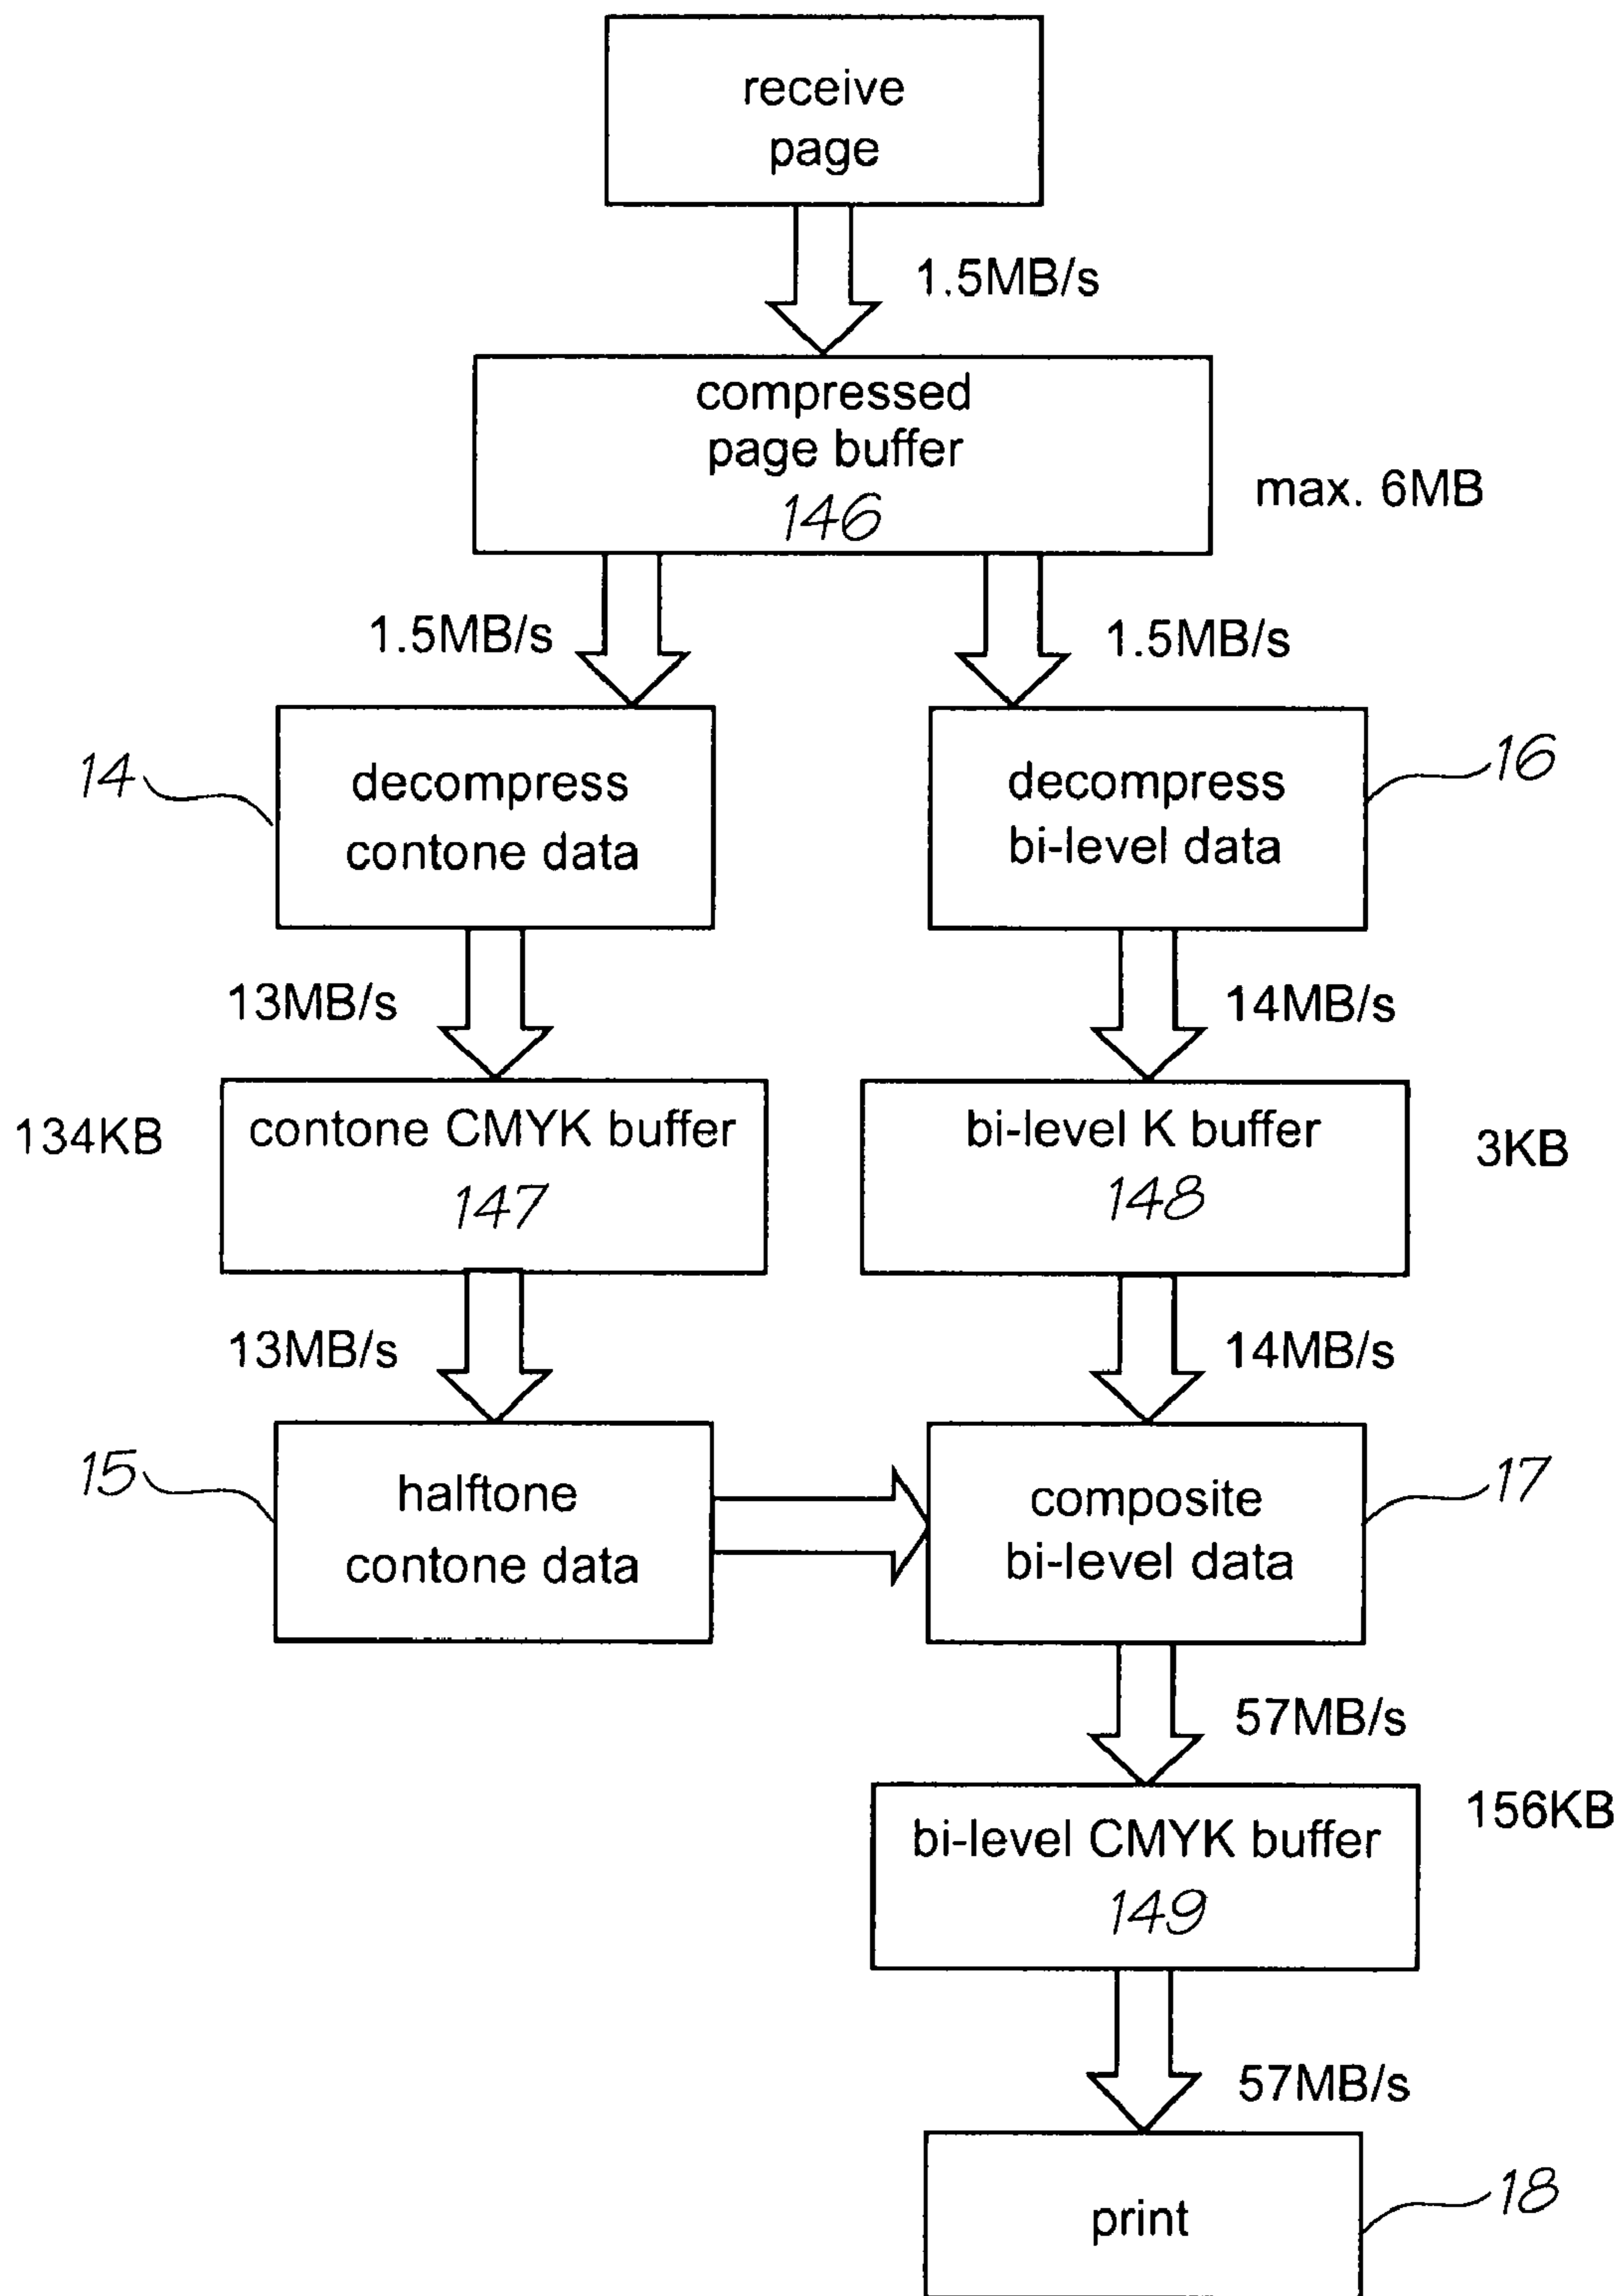 receive
page
1.5MB/s
compressed
page buffer
146
max. 6MB
1.5MB/s
1.5MB/s
14
decompress
contone data
decompress
bi-level data
16
13MB/s
14MB/s
134KB
contone CMYK buffer
147
bi-level K buffer
148
3KB
13MB/s
14MB/s
15
halftone
contone data
composite
bi-level data
17
57MB/s
bi-level CMYK buffer
149
156KB
57MB/s
print
18